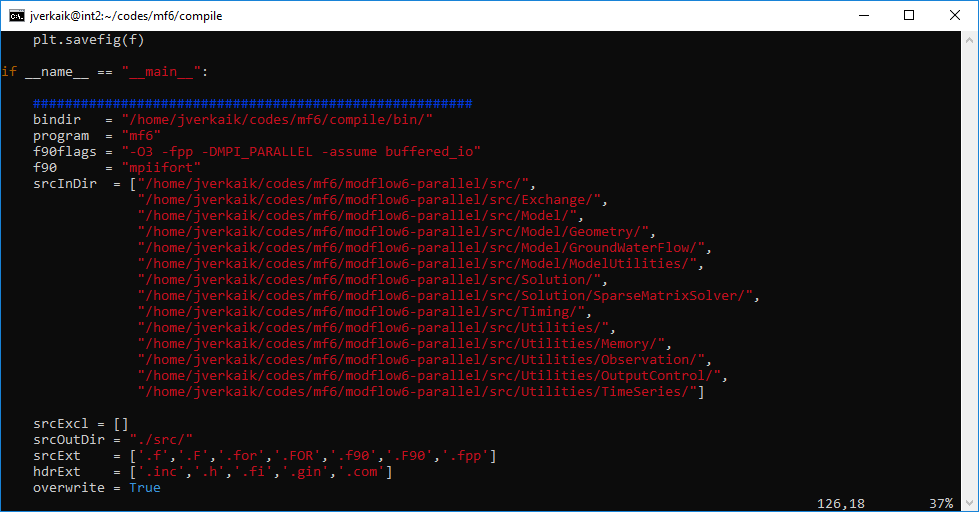 jverkaik@int2:~/codes/mf6/compile
    plt.savefig(f)
if __name__ == "__main__":
    #######################################################
    bindir   = "/home/jverkaik/codes/mf6/compile/bin/"
    program  = "mf6"
    f90flags = "-O3 -fpp -DMPI_PARALLEL -assume buffered_io"
    f90      = "mpiifort"
    srcInDir  = ["/home/jverkaik/codes/mf6/modflow6-parallel/src/",
                 "/home/jverkaik/codes/mf6/modflow6-parallel/src/Exchange/",
                 "/home/jverkaik/codes/mf6/modflow6-parallel/src/Model/",
                 "/home/jverkaik/codes/mf6/modflow6-parallel/src/Model/Geometry/",
                 "/home/jverkaik/codes/mf6/modflow6-parallel/src/Model/GroundWaterFlow/",
                 "/home/jverkaik/codes/mf6/modflow6-parallel/src/Model/ModelUtilities/",
                 "/home/jverkaik/codes/mf6/modflow6-parallel/src/Solution/",
                 "/home/jverkaik/codes/mf6/modflow6-parallel/src/Solution/SparseMatrixSolver/",
                 "/home/jverkaik/codes/mf6/modflow6-parallel/src/Timing/",
                 "/home/jverkaik/codes/mf6/modflow6-parallel/src/Utilities/",
                 "/home/jverkaik/codes/mf6/modflow6-parallel/src/Utilities/Memory/",
                 "/home/jverkaik/codes/mf6/modflow6-parallel/src/Utilities/Observation/",
                 "/home/jverkaik/codes/mf6/modflow6-parallel/src/Utilities/OutputControl/",
                 "/home/jverkaik/codes/mf6/modflow6-parallel/src/Utilities/TimeSeries/"]
    srcExcl = []
    srcOutDir = "./src/"
    srcExt    = ['.f','.F','.for','.FOR','.f90','.F90','.fpp']
    hdrExt    = ['.inc','.h','.fi','.gin','.com']
    overwrite = True
126,18        37%